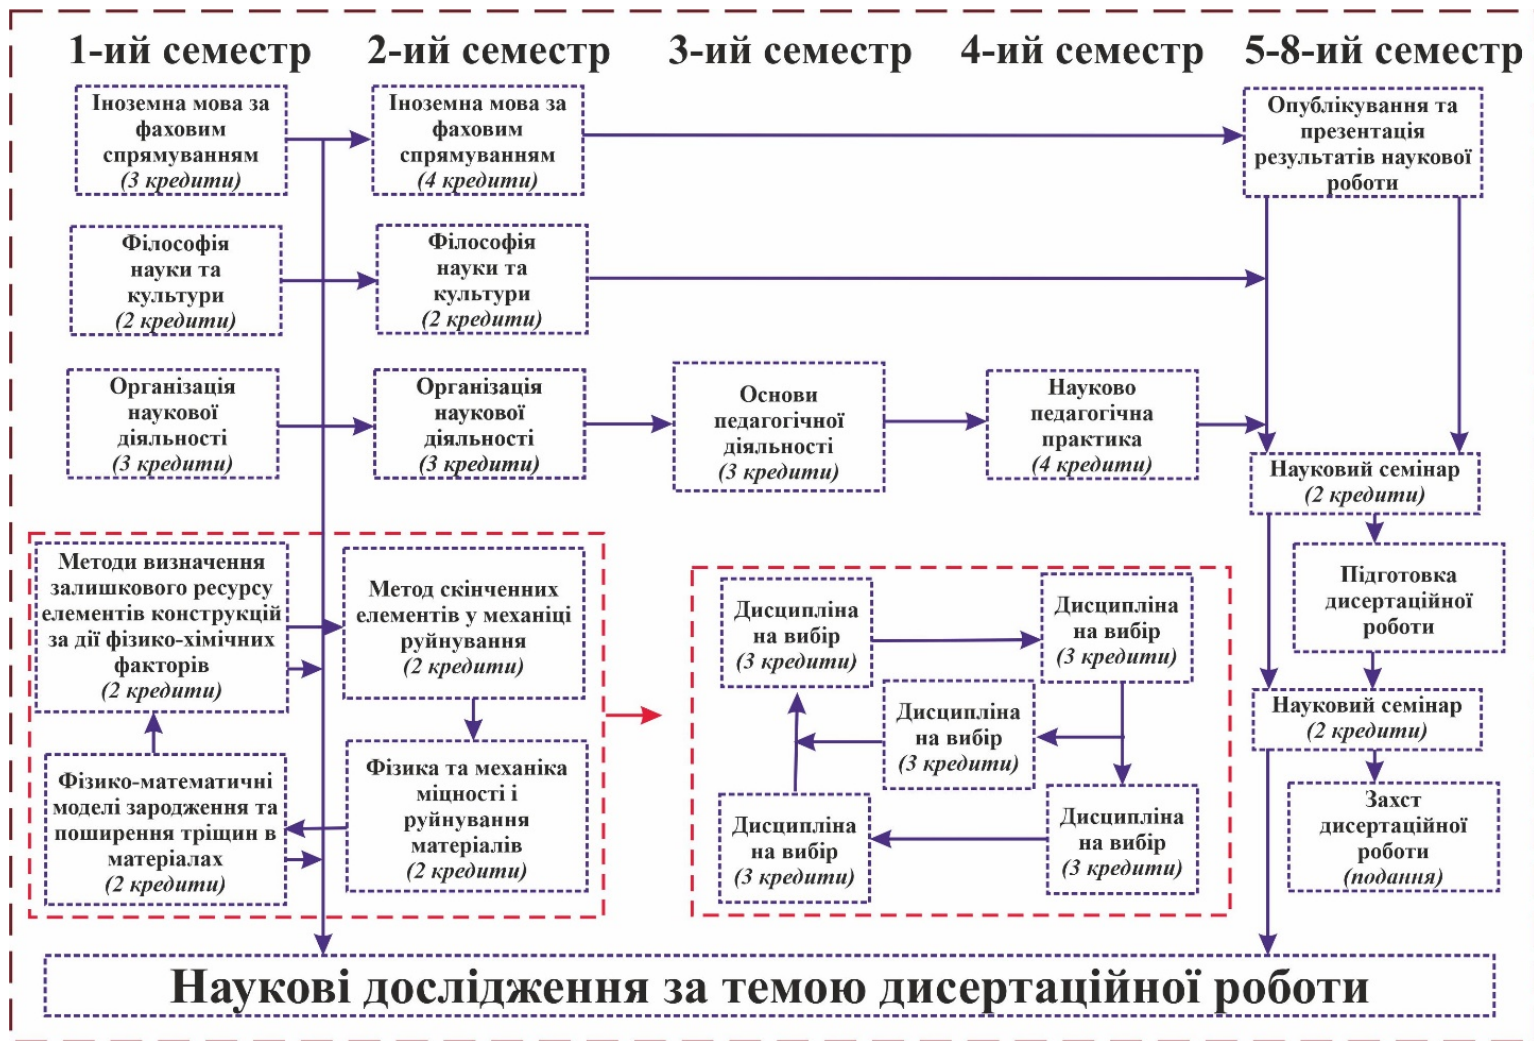 1-ий семестр
2-ий семестр
3-ий семестр
4-ий семестр
5-8-ий семестр
Іноземна мова за
фаховим
спрямуванням
(3 кредити)
Іноземна мова за
фаховим
спрямуванням
(4 кредити)
Опублікування та
презентація
результатів наукової
роботи
Філософія
науки та
культури
(2 кредити)
Філософія
науки та
культури
(2 кредити)
Організація
наукової
діяльності
(3 кредити)
Організація
наукової
діяльності
(3 кредити)
Основи
педагогічної
діяльності
(3 кредити)
Науково
педагогічна
практика
(4 кредити)
Науковий семінар
(2 кредити)
Методи визначення
залишкового ресурсу
елементів конструкцій
за дії фізико-хімічних
факторів
(2 кредити)
Метод скінченних
елементів у механіці
руйнування
(2 кредити)
Дисципліна
на вибір
(3 кредити)
Дисципліна
на вибір
(3 кредити)
Підготовка
дисертаційної
роботи
Дисципліна
на вибір
(3 кредити)
Науковий семінар
(2 кредити)
Фізико-математичні
моделі зародження та
поширення тріщин в
матеріалах
(2 кредити)
Фізика та механіка
міцності і
руйнування
матеріалів
(2 кредити)
Дисципліна
на вибір
(3 кредити)
Дисципліна
на вибір
(3 кредити)
Захст
дисертаційної
роботи
(подання)
Наукові дослідження за темою дисертаційної роботи